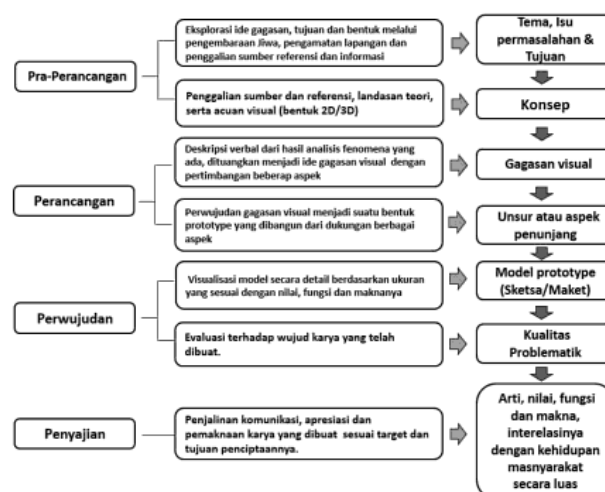 Pra-Perancangan
Eksplorasi ide gagasan, tujuan dan bentuk melalui
pengembaraan Jiwa, pengamatan lapangan dan
penggalian sumber referensi dan informasi
Tema, Isu
permasalahan &
Tujuan
Penggalian sumber dan referensi, landasan teori,
serta acuan visual (bentuk 2D/3D)
Konsep
Perancangan
Deskripsi verbal dari hasil analisis fenomena yang
ada, dituangkan menjadi ide gagasan visual dengan
pertimbangan beberap aspek
Gagasan visual
Perwujudan gagasan visual menjadi suatu bentuk
prototype yang dibangun dari dukungan berbagai
aspek
Unsur atau aspek
penunjang
Perwujudan
Visualisasi model secara detail berdasarkan ukuran
yang sesuai dengan nilai, fungsi dan maknanya
Model prototype
(Sketsa/Maket)
Evaluasi terhadap wujud karya yang telah
dibuat.
Kualitas
Problematik
Penyajian
Penjalinan komunikasi, apresiasi dan
pemaknaan karya yang dibuat sesuai target dan
tujuan penciptaannya.
Arti, nilai, fungsi
dan makna,
interelasinya
dengan kehidupan
masnyarakat
secara luas